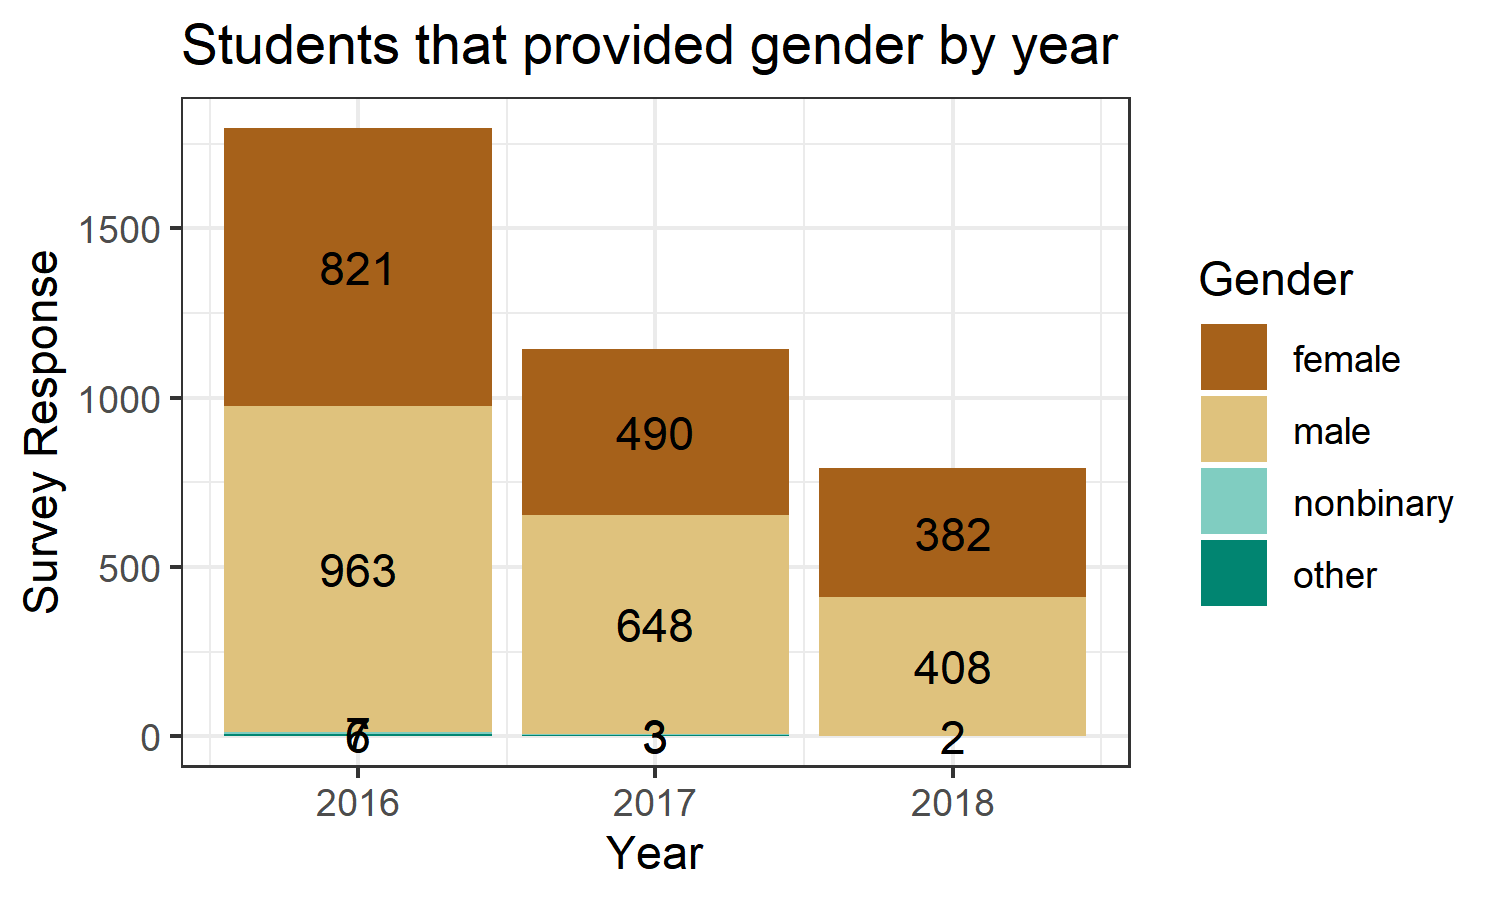 Students that provided gender by year
Survey Response
1500
1000
500
0
821
963
490
648
3
382
408
2
2016
2017
2018
Year
Gender
female
male
nonbinary
other